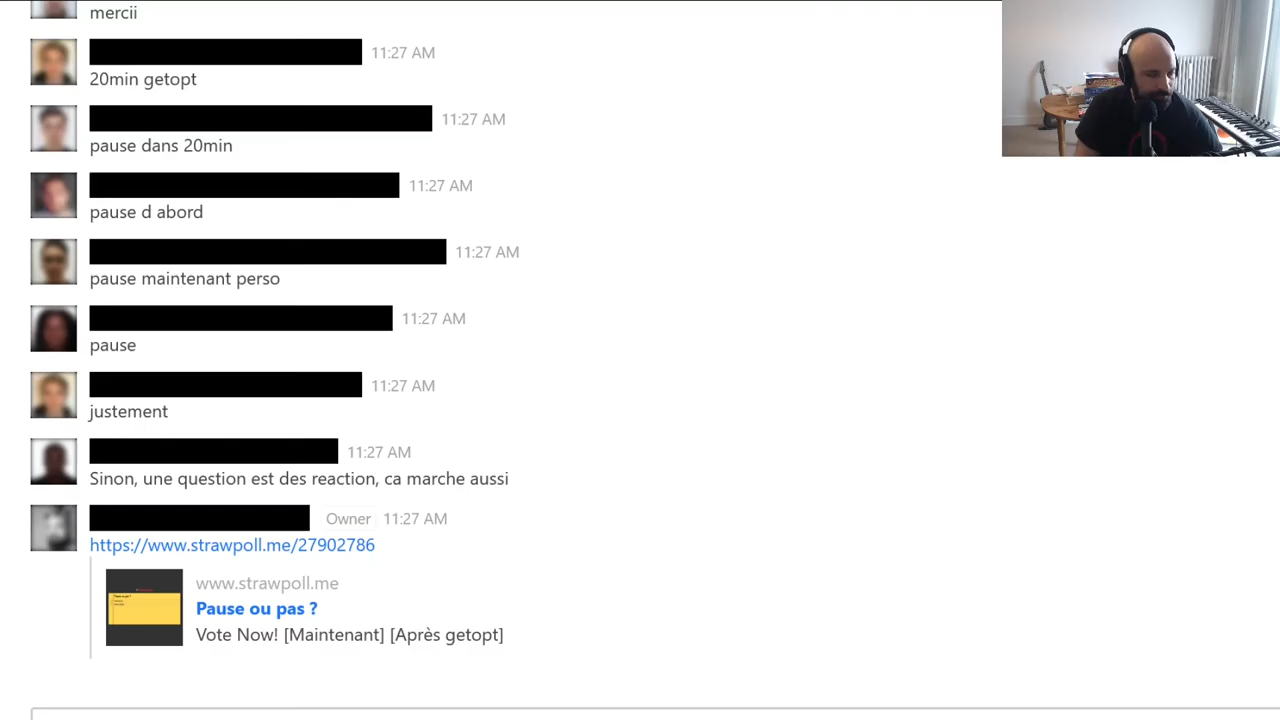 mercii
11:27 AM
20min getopt
11:27 AM
pause dans 20min
11:27 AM
pause d abord
11:27 AM
pause maintenant perso
11:27 AM
pause
11:27 AM
justement
11:27 AM
Sinon, une question est des reaction, ca marche aussi
Owner 11:27 AM
https://www.strawpoll.me/27902786
www.strawpoll.me
Pause ou pas ?
Vote Now! [Maintenant] [Après getopt]